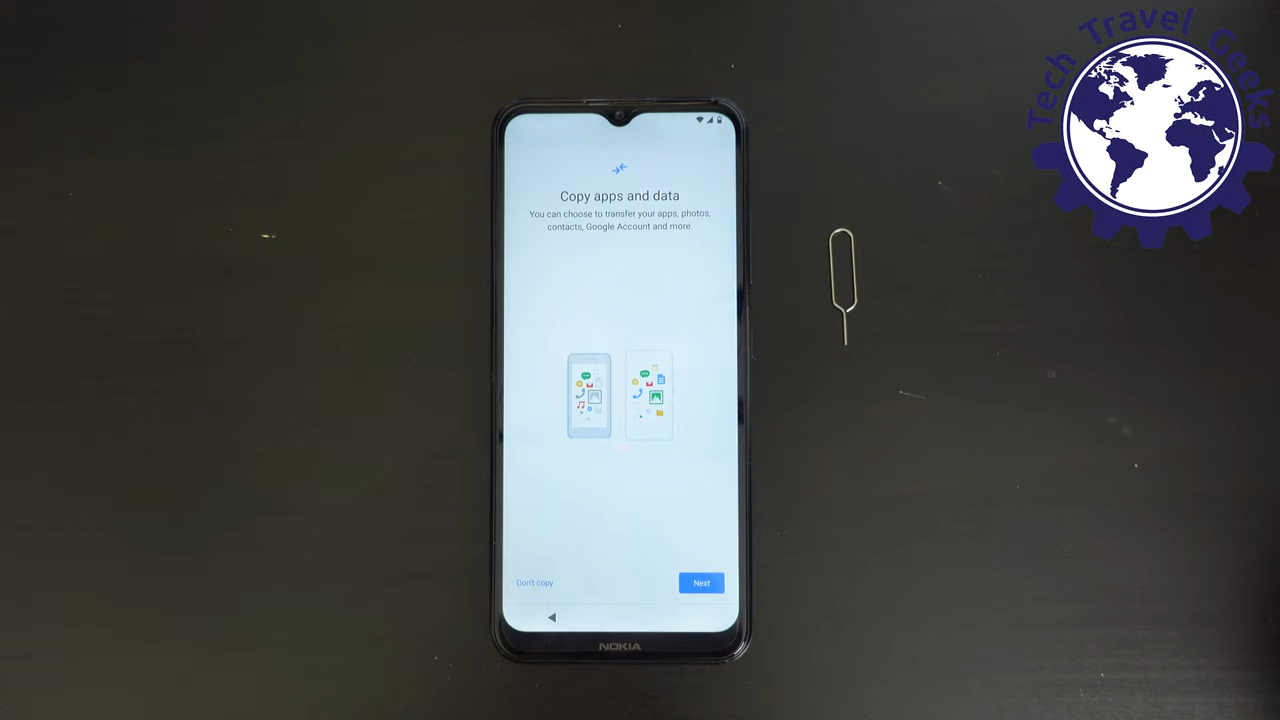 Tech Travel Geeks
Copy apps and data
You can choose to transfer your apps, photos,
contacts, Google Account and more.
Don't copy
Next
NOKIA